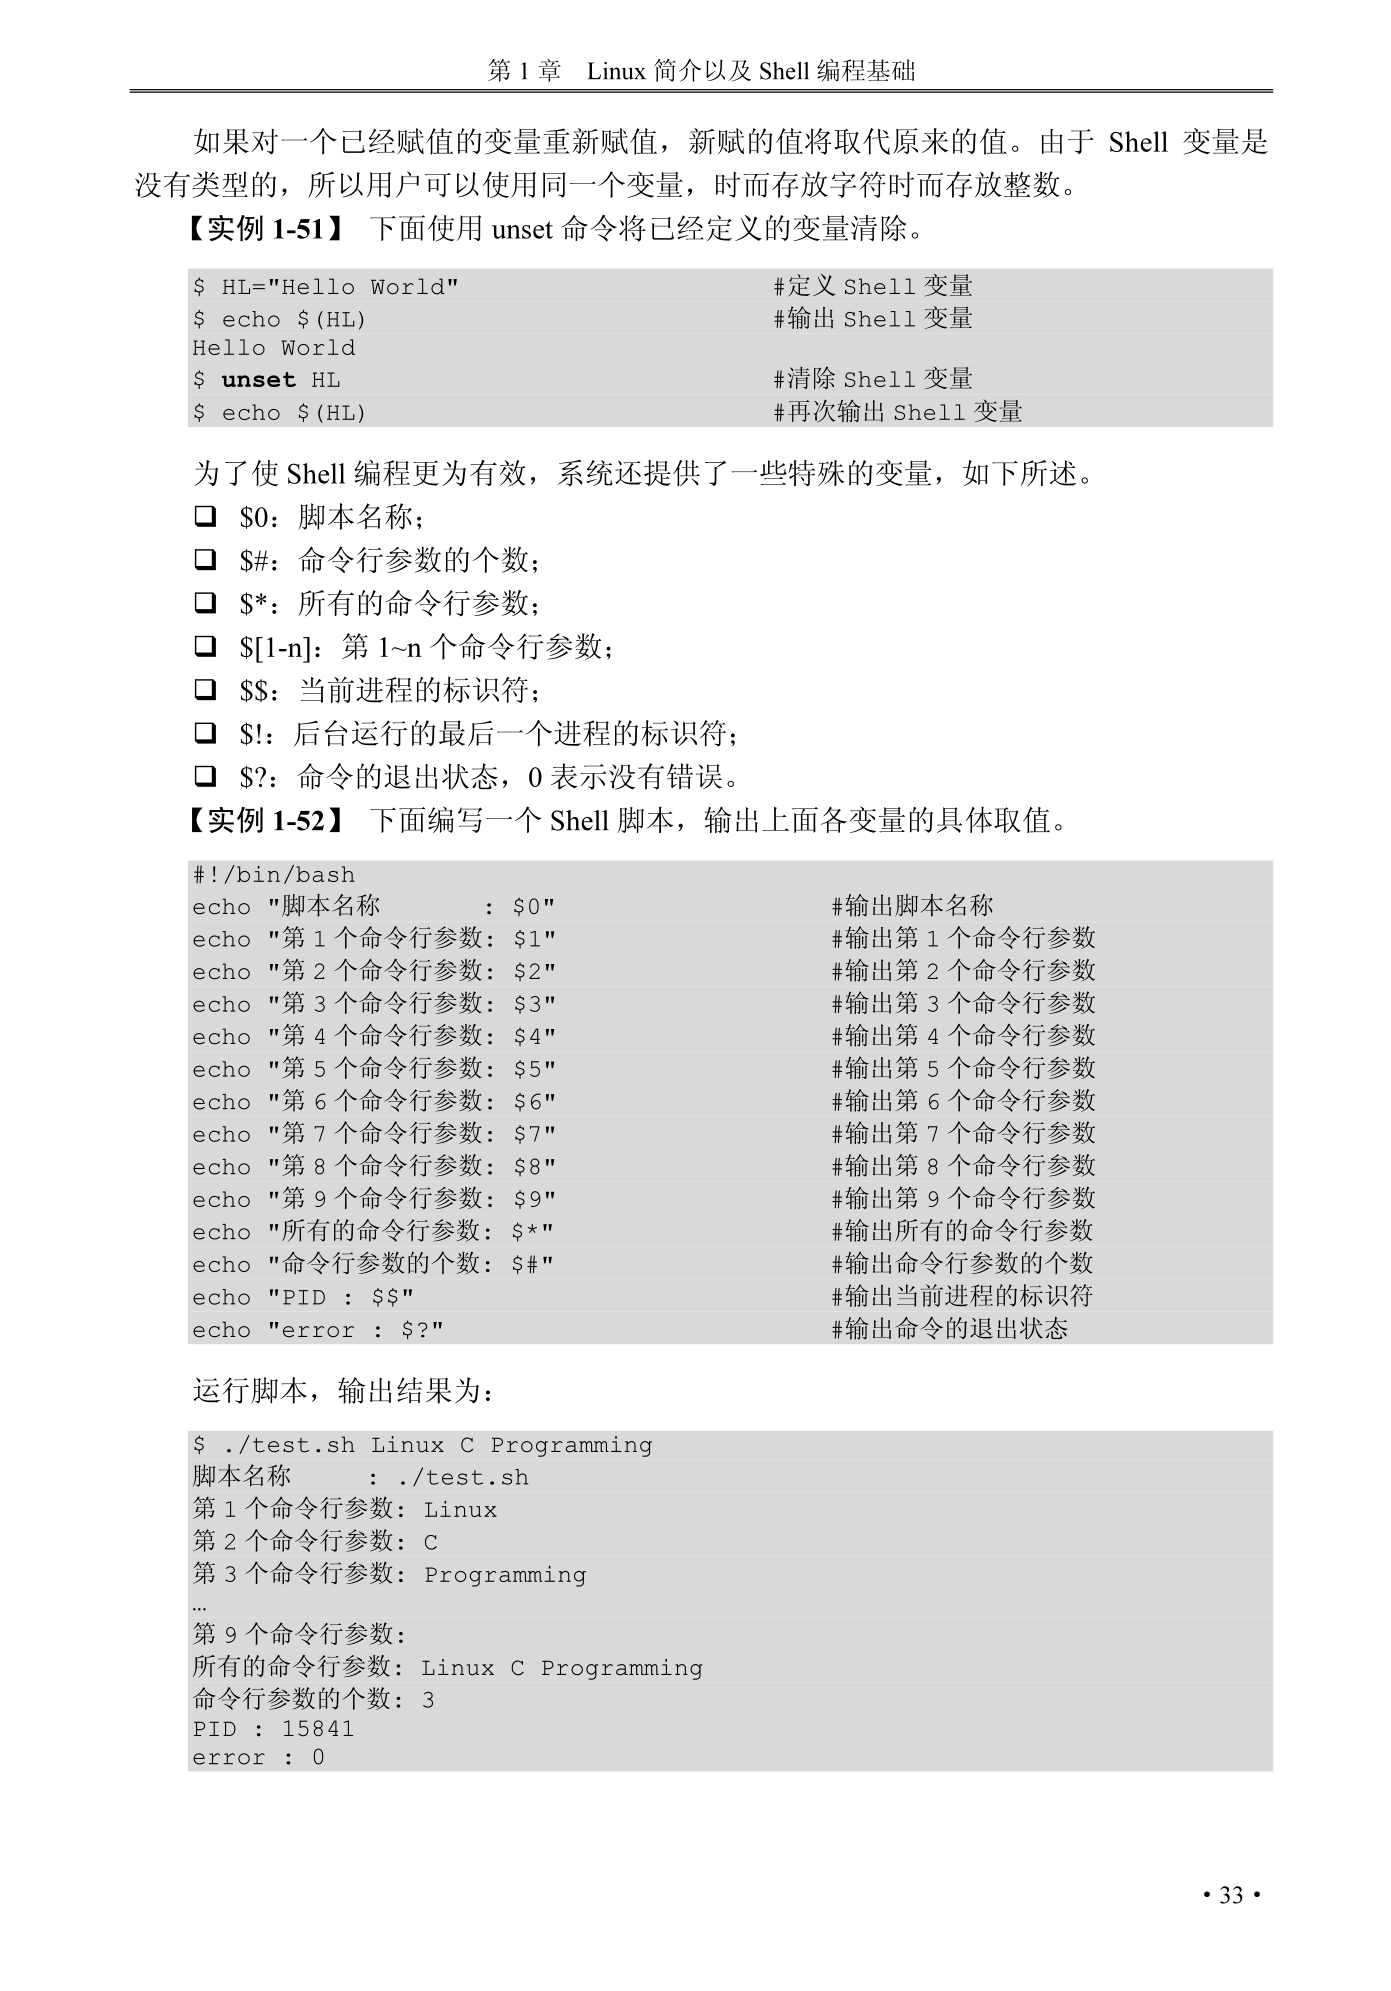 第 1 章　Linux 简介以及 Shell 编程基础
如果对一个已经赋值的变量重新赋值，新赋的值将取代原来的值。由于 Shell 变量是
没有类型的，所以用户可以使用同一个变量，时而存放字符时而存放整数。
【实例 1-51】 下面使用 unset 命令将已经定义的变量清除。
$ HL="Hello World" #定义 Shell 变量
$ echo $(HL) #输出 Shell 变量
Hello World
$ unset HL #清除 Shell 变量
$ echo $(HL) #再次输出 Shell 变量
为了使 Shell 编程更为有效，系统还提供了一些特殊的变量，如下所述。
❑ $0：脚本名称；
❑ $#：命令行参数的个数；
❑ $*：所有的命令行参数；
❑ $[1-n]：第 1~n 个命令行参数；
❑ $$：当前进程的标识符；
❑ $!：后台运行的最后一个进程的标识符；
❑ $?：命令的退出状态，0 表示没有错误。
【实例 1-52】 下面编写一个 Shell 脚本，输出上面各变量的具体取值。
#!/bin/bash
echo "脚本名称       : $0" #输出脚本名称
echo "第 1 个命令行参数: $1" #输出第 1 个命令行参数
echo "第 2 个命令行参数: $2" #输出第 2 个命令行参数
echo "第 3 个命令行参数: $3" #输出第 3 个命令行参数
echo "第 4 个命令行参数: $4" #输出第 4 个命令行参数
echo "第 5 个命令行参数: $5" #输出第 5 个命令行参数
echo "第 6 个命令行参数: $6" #输出第 6 个命令行参数
echo "第 7 个命令行参数: $7" #输出第 7 个命令行参数
echo "第 8 个命令行参数: $8" #输出第 8 个命令行参数
echo "第 9 个命令行参数: $9" #输出第 9 个命令行参数
echo "所有的命令行参数: $*" #输出所有的命令行参数
echo "命令行参数的个数: $#" #输出命令行参数的个数
echo "PID : $$" #输出当前进程的标识符
echo "error : $?" #输出命令的退出状态
运行脚本，输出结果为：
$ ./test.sh Linux C Programming
脚本名称     : ./test.sh
第 1 个命令行参数: Linux
第 2 个命令行参数: C
第 3 个命令行参数: Programming
…
第 9 个命令行参数:
所有的命令行参数: Linux C Programming
命令行参数的个数: 3
PID : 15841
error : 0
• 33 •